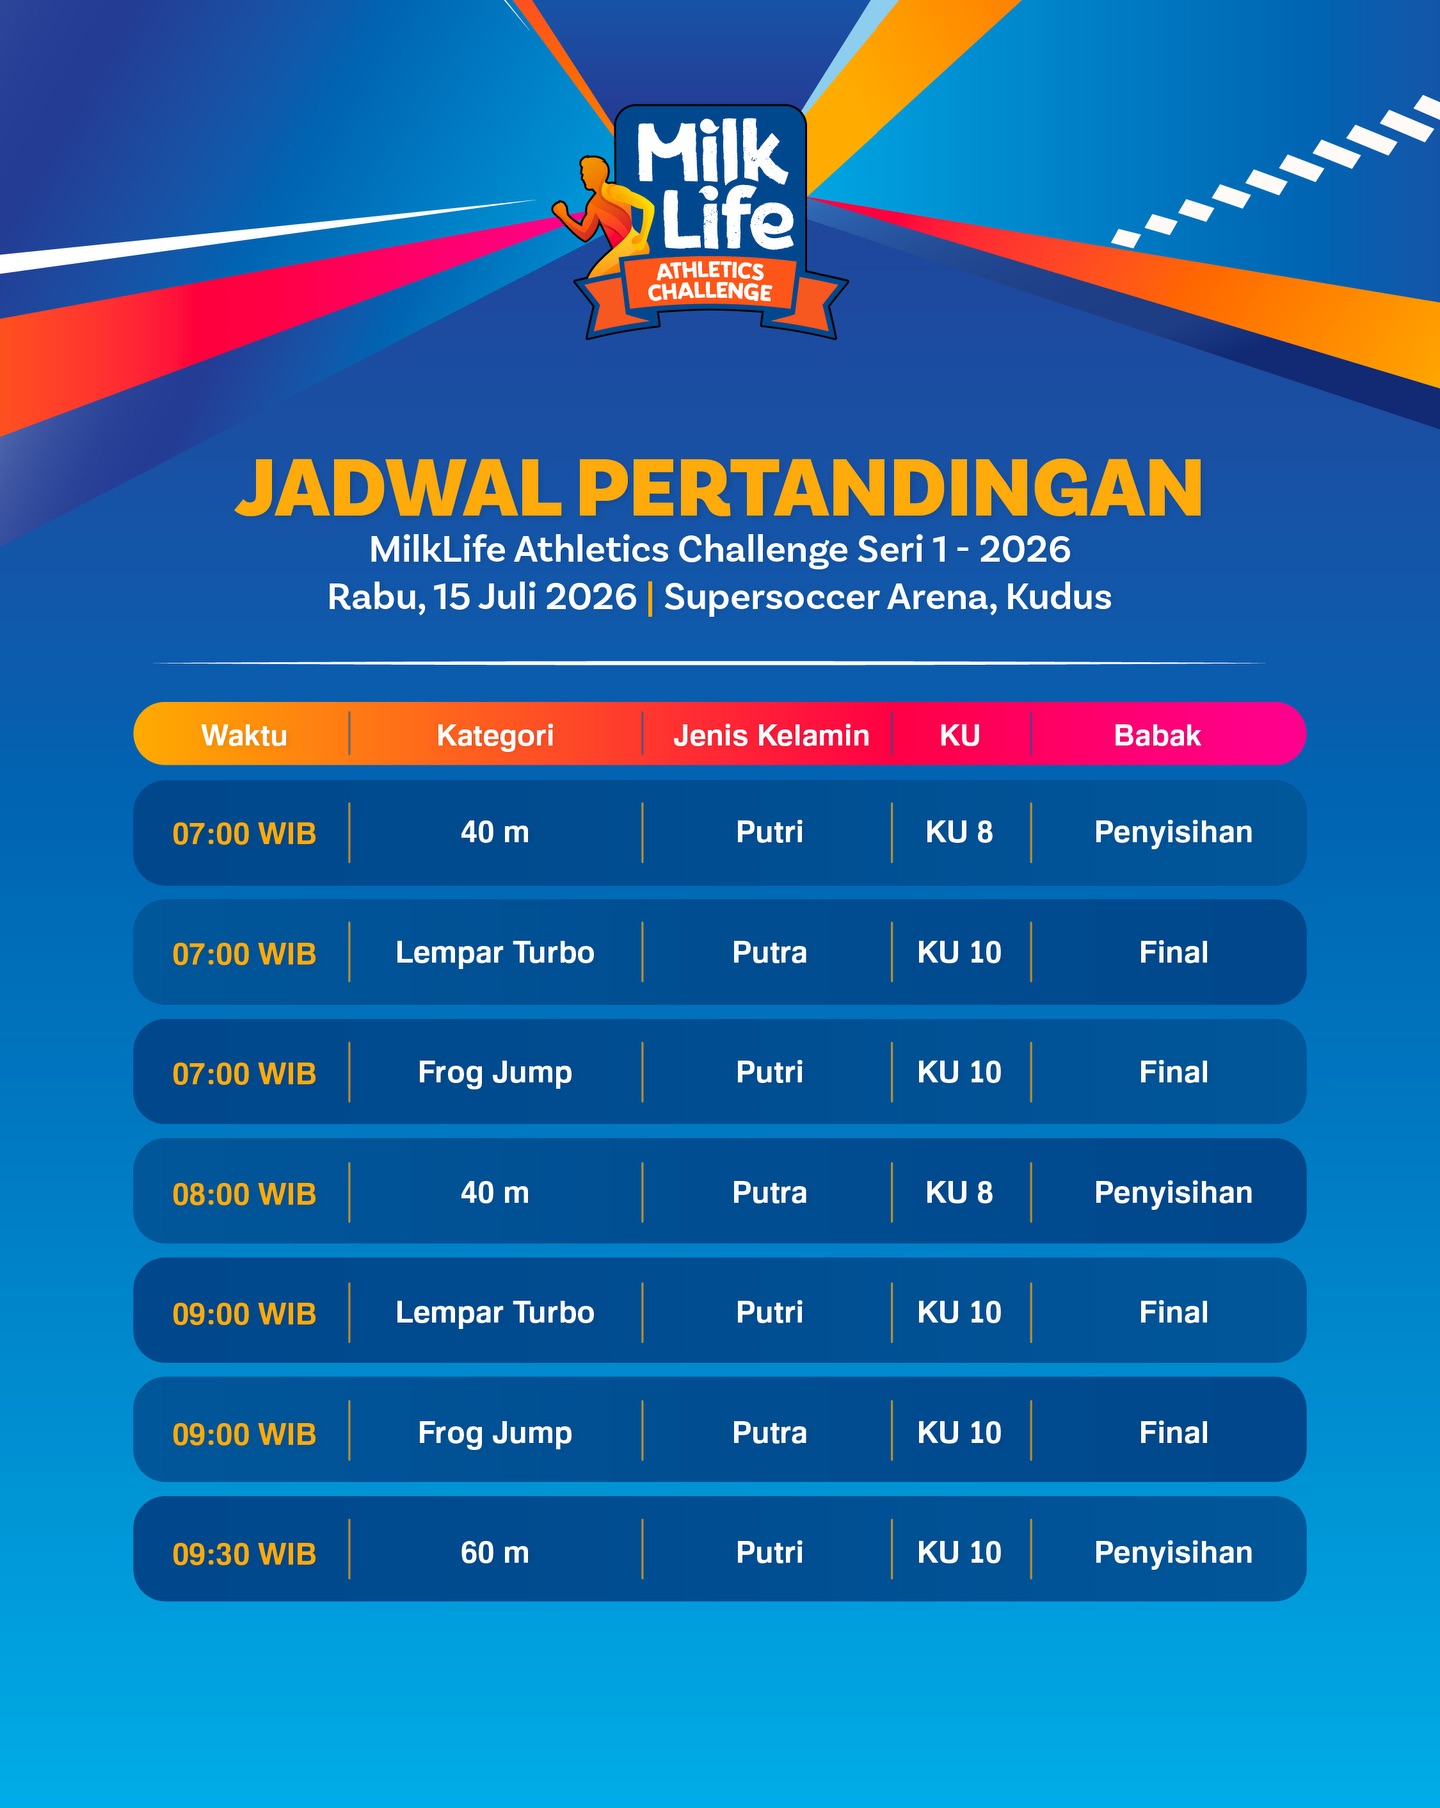 Milk
Life
ATHLETICS
CHALLENGE
JADWAL PERTANDINGAN
MilkLife Athletics Challenge Seri 1 - 2026
Rabu, 15 Juli 2026 | Supersoccer Arena, Kudus
Waktu Kategori Jenis Kelamin KU Babak
07:00 WIB 40 m Putri KU 8 Penyisihan
07:00 WIB Lempar Turbo Putra KU 10 Final
07:00 WIB Frog Jump Putri KU 10 Final
08:00 WIB 40 m Putra KU 8 Penyisihan
09:00 WIB Lempar Turbo Putri KU 10 Final
09:00 WIB Frog Jump Putra KU 10 Final
09:30 WIB 60 m Putri KU 10 Penyisihan